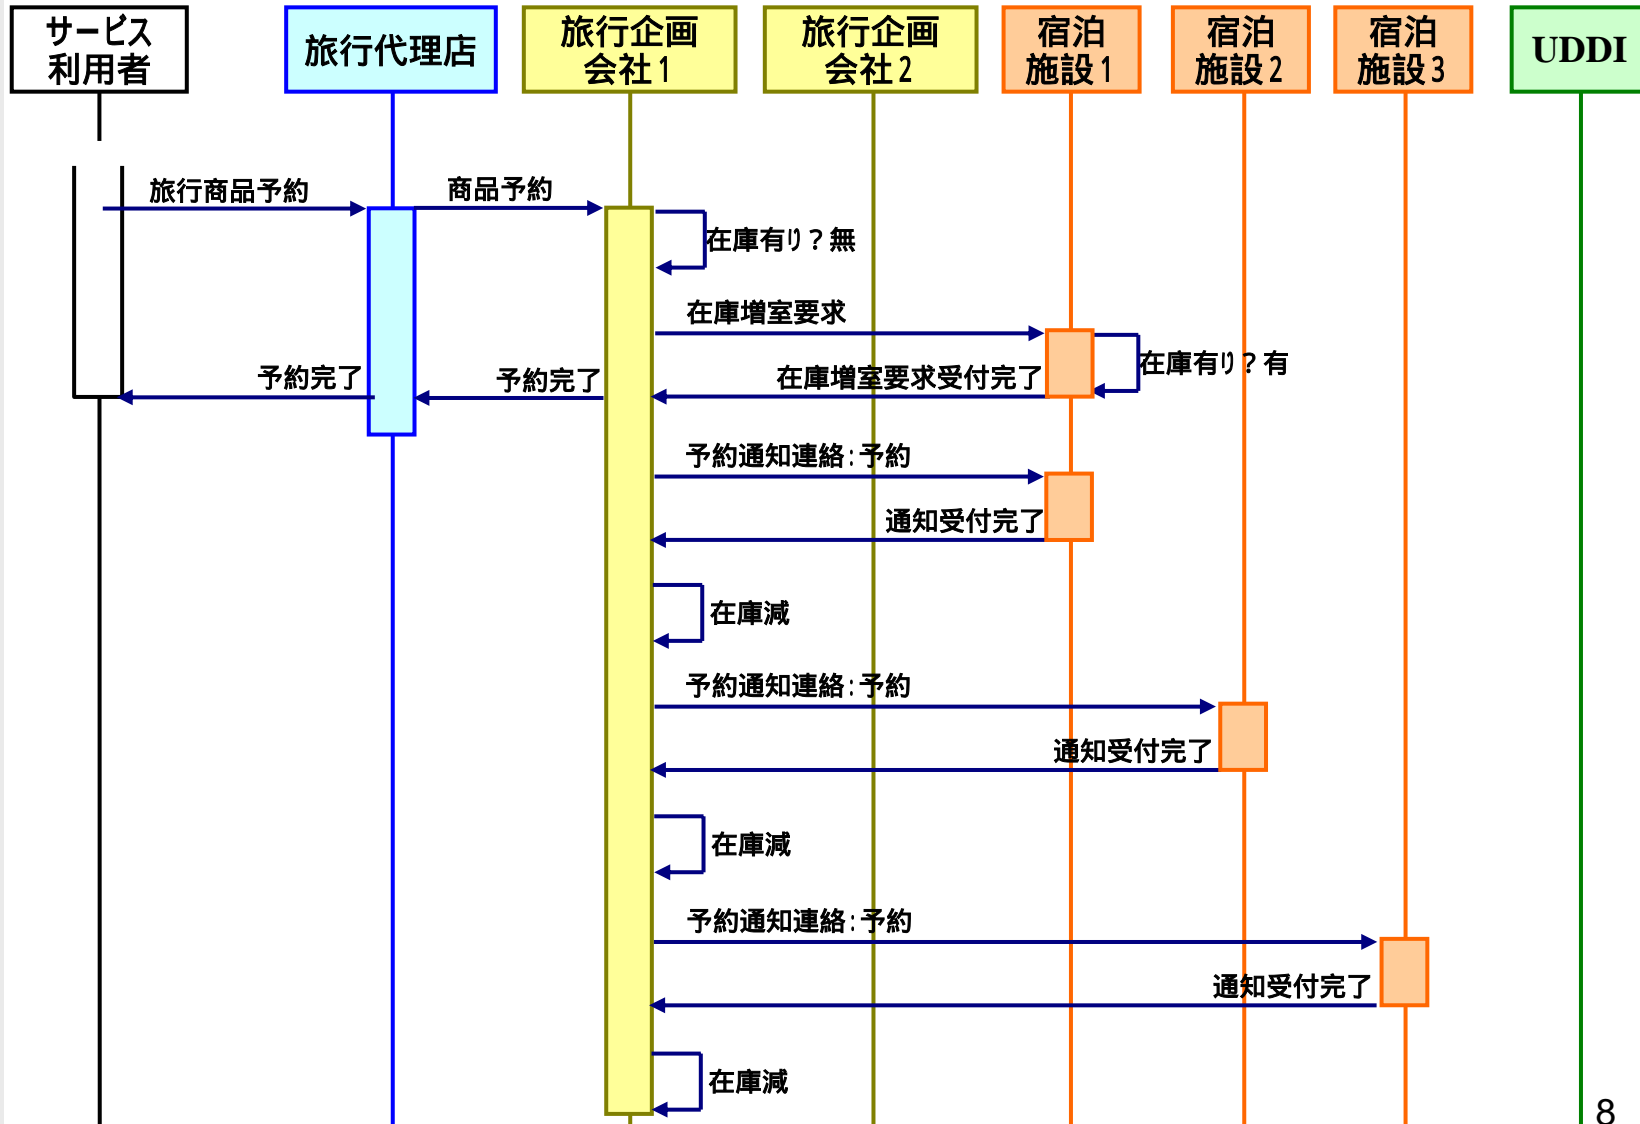 サービス
利用者
旅行代理店
旅行企画
会社1
旅行企画
会社2
宿泊
施設1
宿泊
施設2
宿泊
施設3
UDDI
旅行商品予約
商品予約
在庫有り？無
在庫増室要求
在庫有り？有
予約完了
予約完了
在庫増室要求受付完了
予約通知連絡：予約
通知受付完了
在庫減
予約通知連絡：予約
通知受付完了
在庫減
予約通知連絡：予約
通知受付完了
在庫減
8